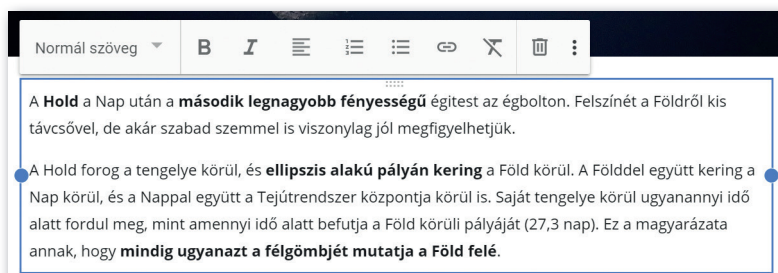 Normál szöveg
B I
A Hold a Nap után a második legnagyobb fényességű égitest az égbolton. Felszínét a Földről kis
távcsővel, de akár szabad szemmel is viszonylag jól megfigyelhetjük.
A Hold forog a tengelye körül, és ellipszis alakú pályán kering a Föld körül. A Földdel együtt kering a
Nap körül, és a Nappal együtt a Tejútrendszer központja körül is. Saját tengelye körül ugyanannyi idő
alatt fordul meg, mint amennyi idő alatt befutja a Föld körüli pályáját (27,3 nap). Ez a magyarázata
annak, hogy mindig ugyanazt a félgömbjét mutatja a Föld felé.